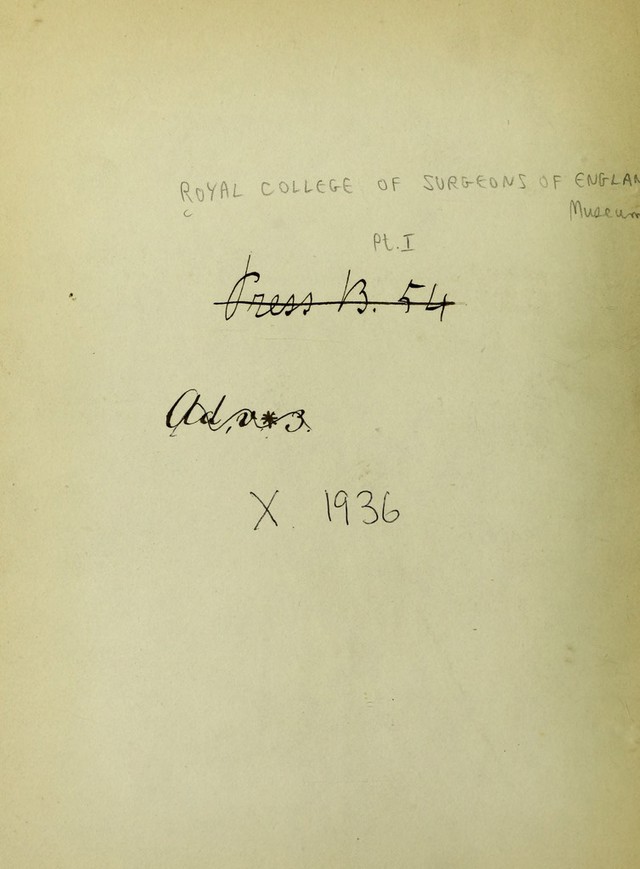 ROYAL COLLEGE OF SURGEONS OF ENGLAN
Museum
Pt. I
Press B. 54
X 1936